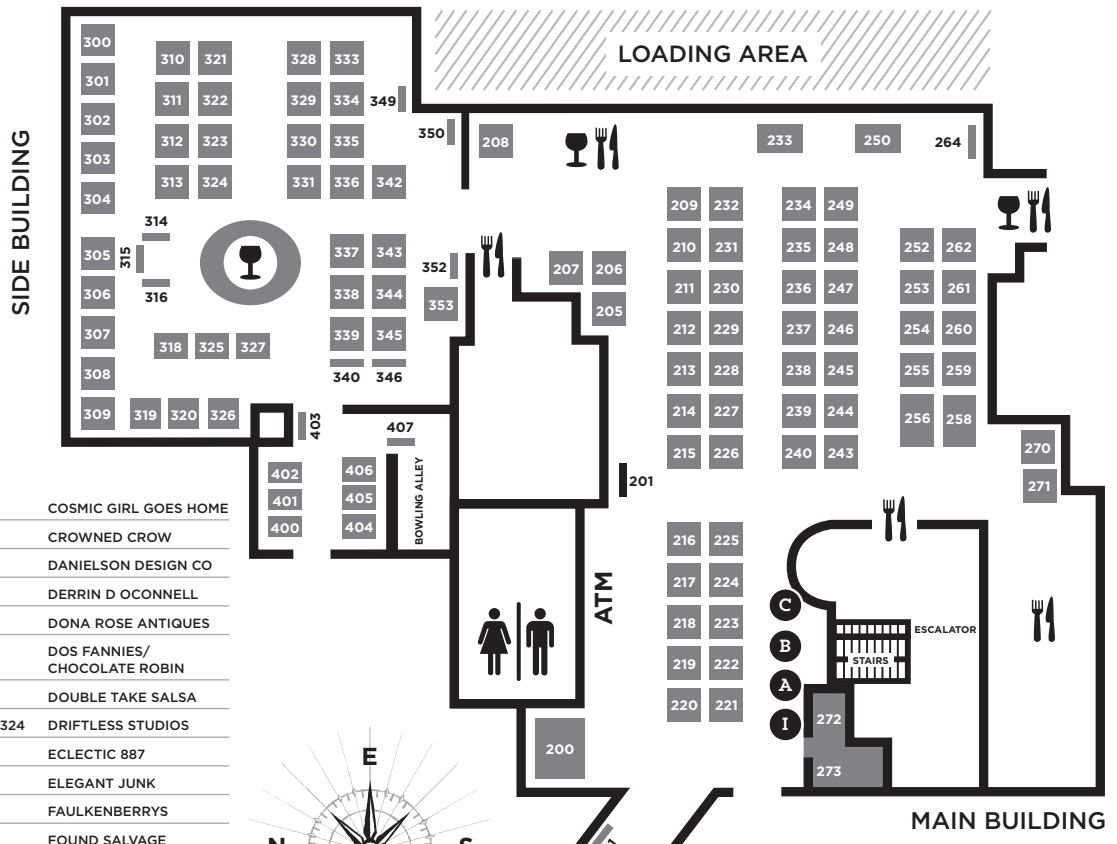 LOADING AREA
SIDE BUILDING
300
301
302
303
304
305
306
307
308
309
310 321
311 322
312 323
313 324
328 333
329 334 349
330 335
331 336 342
350
208
233
250
264
314
315
316
337 343
338 344
339 345
340 346
352
353
318 325 327
319 320 326
403
407
402
401
400
406
405
404
BOWLING ALLEY
207 206
205
209 232
210 231
211 230
212 229
213 228
214 227
215 226
234 249
235 248
236 247
237 246
238 245
239 244
240 243
252 262
253 261
254 260
255 259
256 258
270
271
201
216 225
217 224
218 223
219 222
220 221
ATM
C
B
A
I
ESCALATOR
STAIRS
272
273
200
MAIN BUILDING
COSMIC GIRL GOES HOME
CROWNED CROW
DANIELSON DESIGN CO
DERRIN D OCONNELL
DONA ROSE ANTIQUES
DOS FANNIES/
CHOCOLATE ROBIN
DOUBLE TAKE SALSA
324 DRIFTLESS STUDIOS
ECLECTIC 887
ELEGANT JUNK
FAULKENBERRYS
FOUND SALVAGE
E
N S